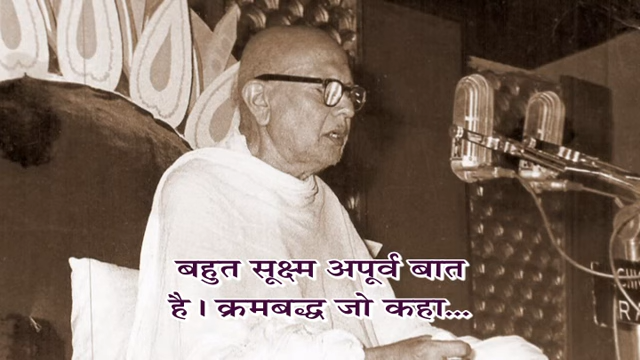 बहुत सूक्ष्म अपूर्व बात
है। क्रमबद्ध जो कहा...